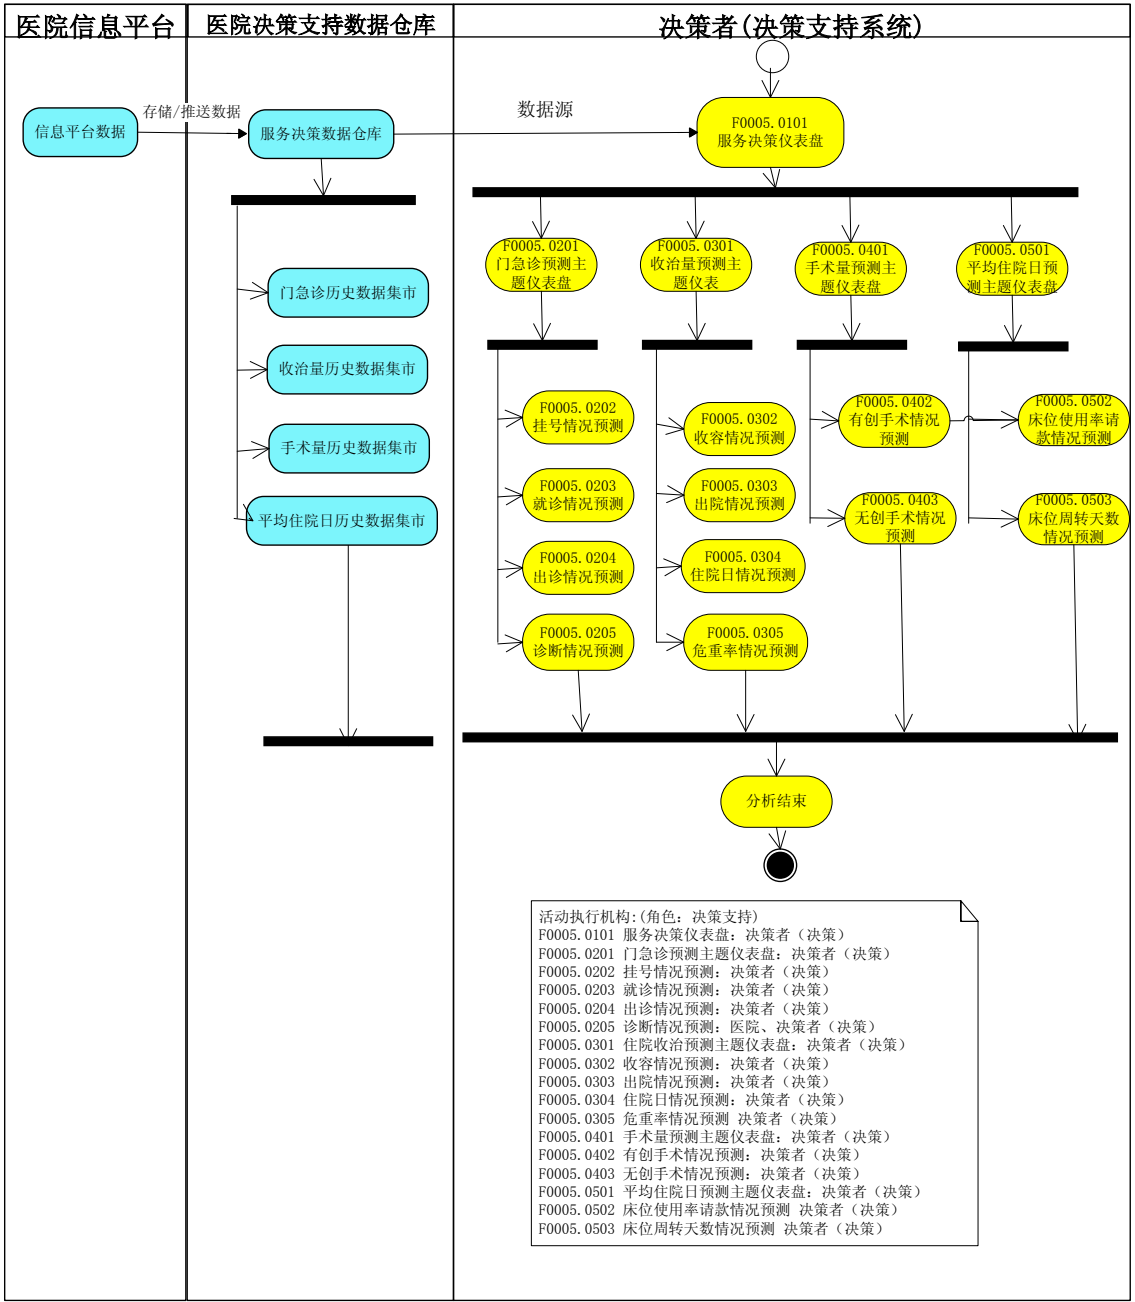 医院信息平台
医院决策支持数据仓库
决策者(决策支持系统)
信息平台数据
存储/推送数据
服务决策数据仓库
数据源
F0005.0101
服务决策仪表盘
门急诊历史数据集市
收治量历史数据集市
手术量历史数据集市
平均住院日历史数据集市
F0005.0201
门急诊预测主
题仪表盘
F0005.0301
收治量预测主
题仪表
F0005.0401
手术量预测主
题仪表盘
F0005.0501
平均住院日预
测主题仪表盘
F0005.0202
挂号情况预测
F0005.0203
就诊情况预测
F0005.0204
出诊情况预测
F0005.0205
诊断情况预测
F0005.0302
收容情况预测
F0005.0303
出院情况预测
F0005.0304
住院日情况预测
F0005.0305
危重率情况预测
F0005.0402
有创手术情况
预测
F0005.0403
无创手术情况
预测
F0005.0502
床位使用率请
款情况预测
F0005.0503
床位周转天数
情况预测
分析结束
活动执行机构:(角色: 决策支持)
F0005.0101 服务决策仪表盘: 决策者（决策）
F0005.0201 门急诊预测主题仪表盘: 决策者（决策）
F0005.0202 挂号情况预测: 决策者（决策）
F0005.0203 就诊情况预测: 决策者（决策）
F0005.0204 出诊情况预测: 决策者（决策）
F0005.0205 诊断情况预测: 医院、决策者（决策）
F0005.0301 住院收治预测主题仪表盘: 决策者（决策）
F0005.0302 收容情况预测: 决策者（决策）
F0005.0303 出院情况预测: 决策者（决策）
F0005.0304 住院日情况预测: 决策者（决策）
F0005.0305 危重率情况预测 决策者（决策）
F0005.0401 手术量预测主题仪表盘: 决策者（决策）
F0005.0402 有创手术情况预测: 决策者（决策）
F0005.0403 无创手术情况预测: 决策者（决策）
F0005.0501 平均住院日预测主题仪表盘: 决策者（决策）
F0005.0502 床位使用率请款情况预测 决策者（决策）
F0005.0503 床位周转天数情况预测 决策者（决策）